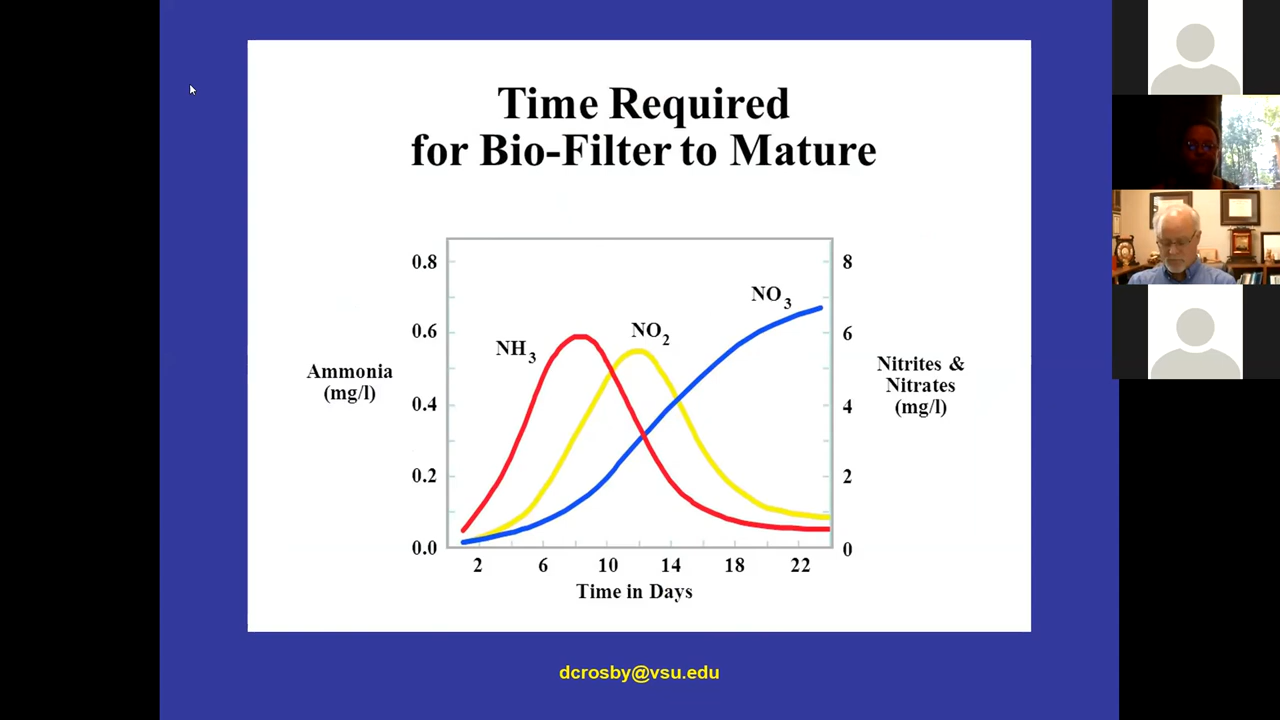 Time Required
for Bio-Filter to Mature
0.8
0.6
0.4
0.2
0.0
Ammonia
(mg/l)
NH3
NO2
NO3
8
6
4
2
0
Nitrites &
Nitrates
(mg/l)
2 6 10 14 18 22
Time in Days
dcrosby@vsu.edu